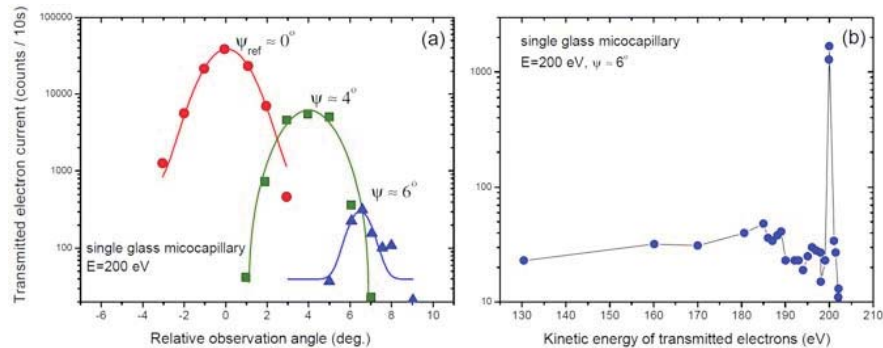 (a)
Ψref ≈ 0°
Ψ ≈ 4°
Ψ ≈ 6°
single glass micocapillary
E=200 eV
Transmitted electron current (counts / 10s)
100000
10000
1000
100
-6 -4 -2 0 2 4 6 8 10
Relative observation angle (deg.)
(b)
single glass micocapillary
E=200 eV, ψ ≈ 6°
1000
100
10
130 140 150 160 170 180 190 200 210
Kinetic energy of transmitted electrons (eV)